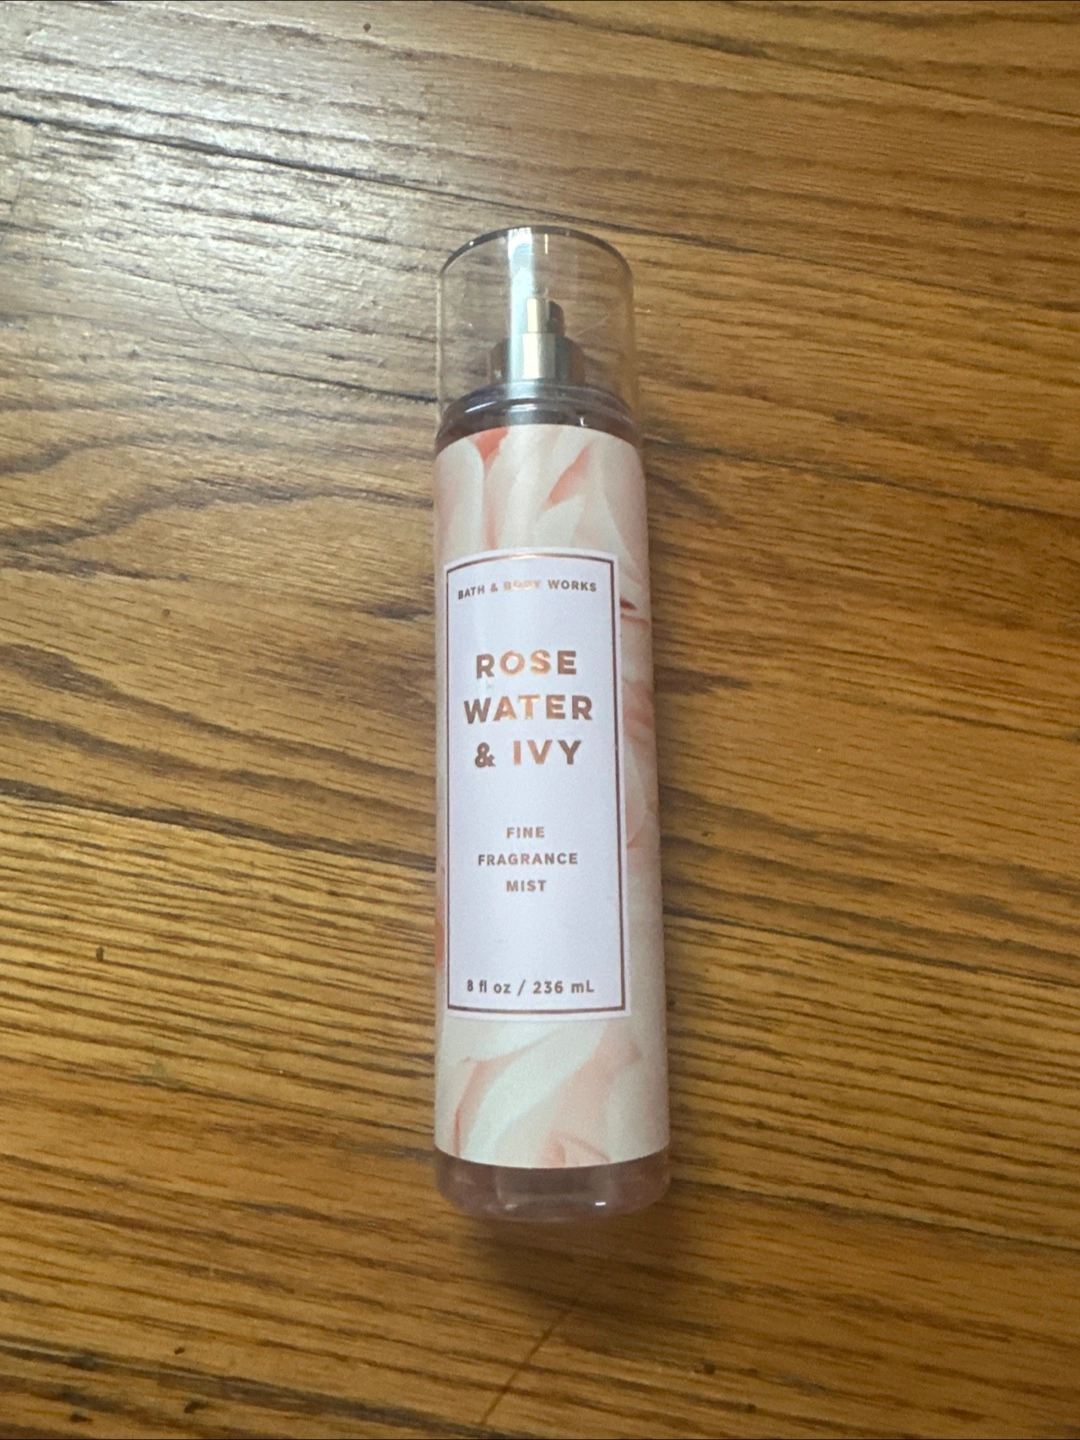 BATH & BODY WORKS
ROSE
WATER
& IVY
FINE
FRAGRANCE
MIST
8 fl oz / 236 mL